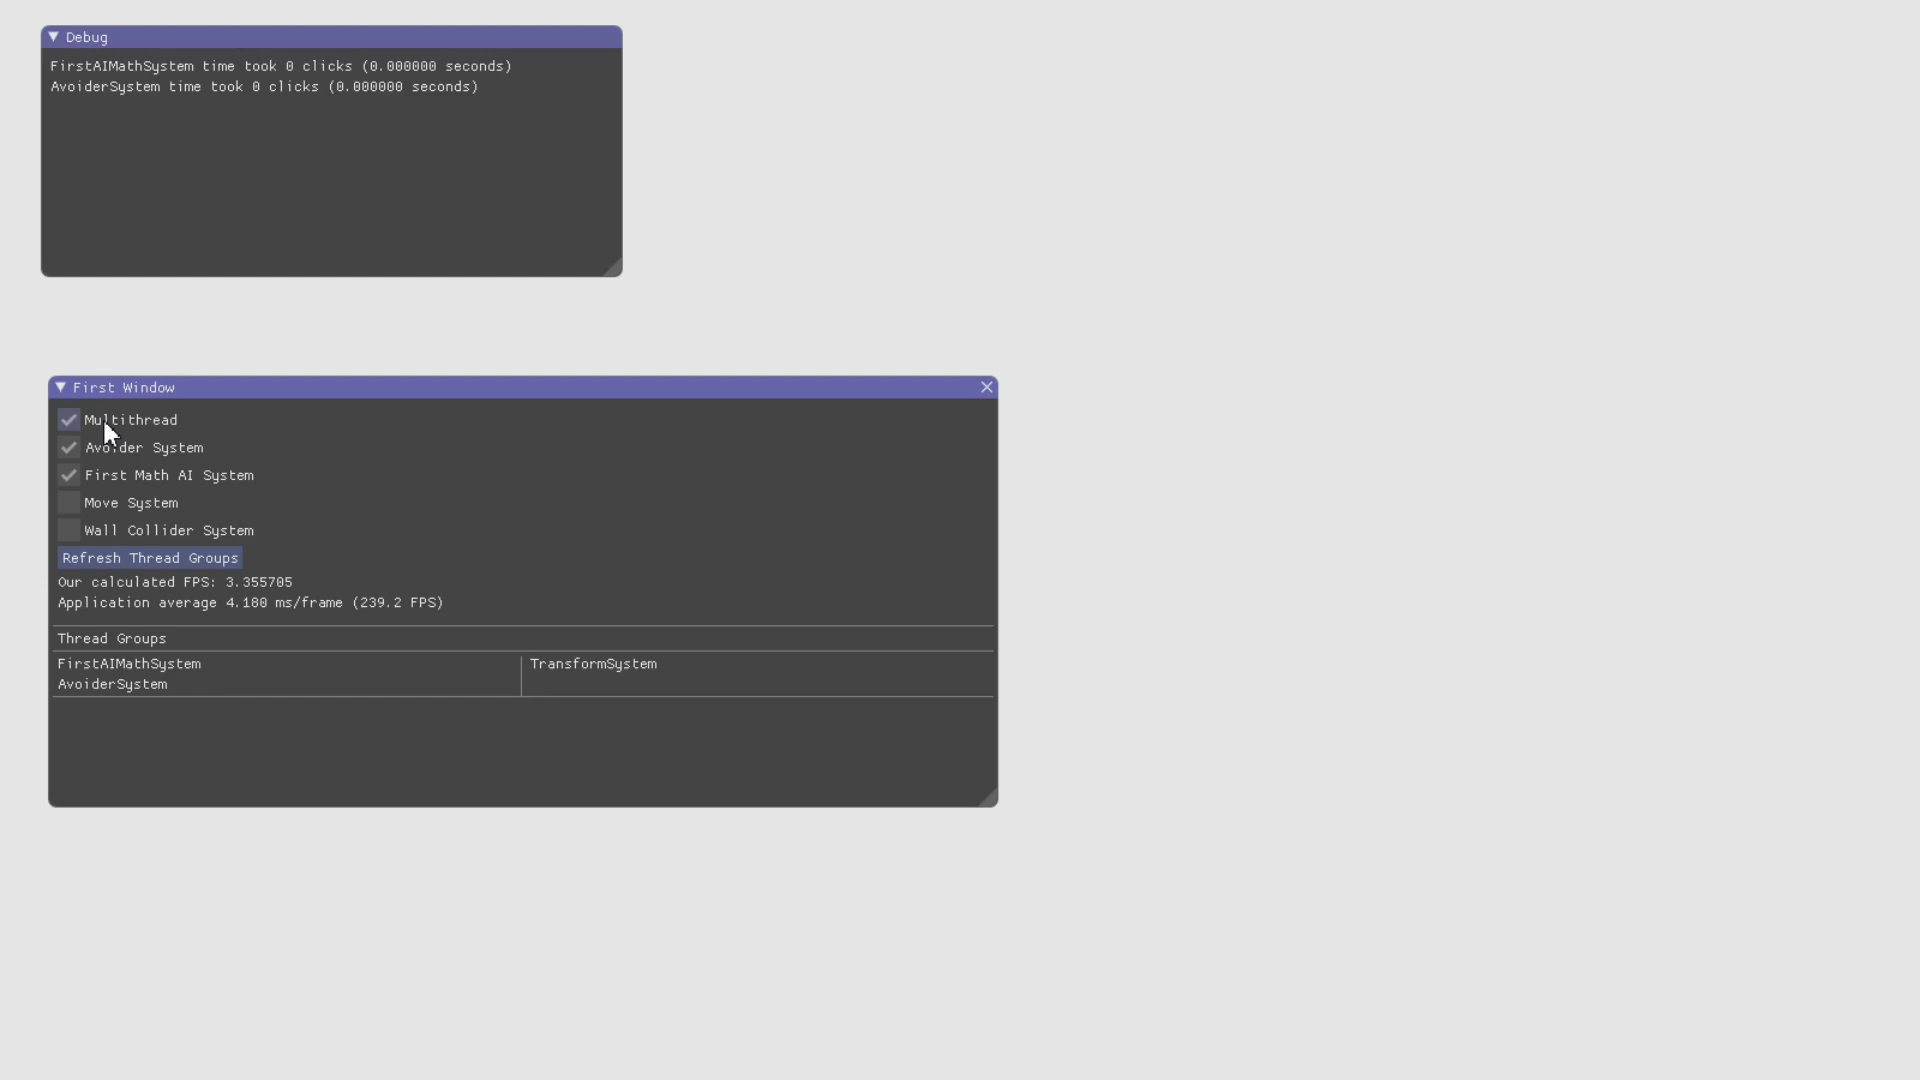 Debug
FirstAIMathSystem time took 0 clicks (0.000000 seconds)
AvoiderSystem time took 0 clicks (0.000000 seconds)
First Window
Multithread
Avoider System
First Math AI System
Move System
Wall Collider System
Refresh Thread Groups
Our calculated FPS: 3.355705
Application average 4.180 ms/frame (239.2 FPS)
Thread Groups
FirstAIMathSystem
TransformSystem
AvoiderSystem